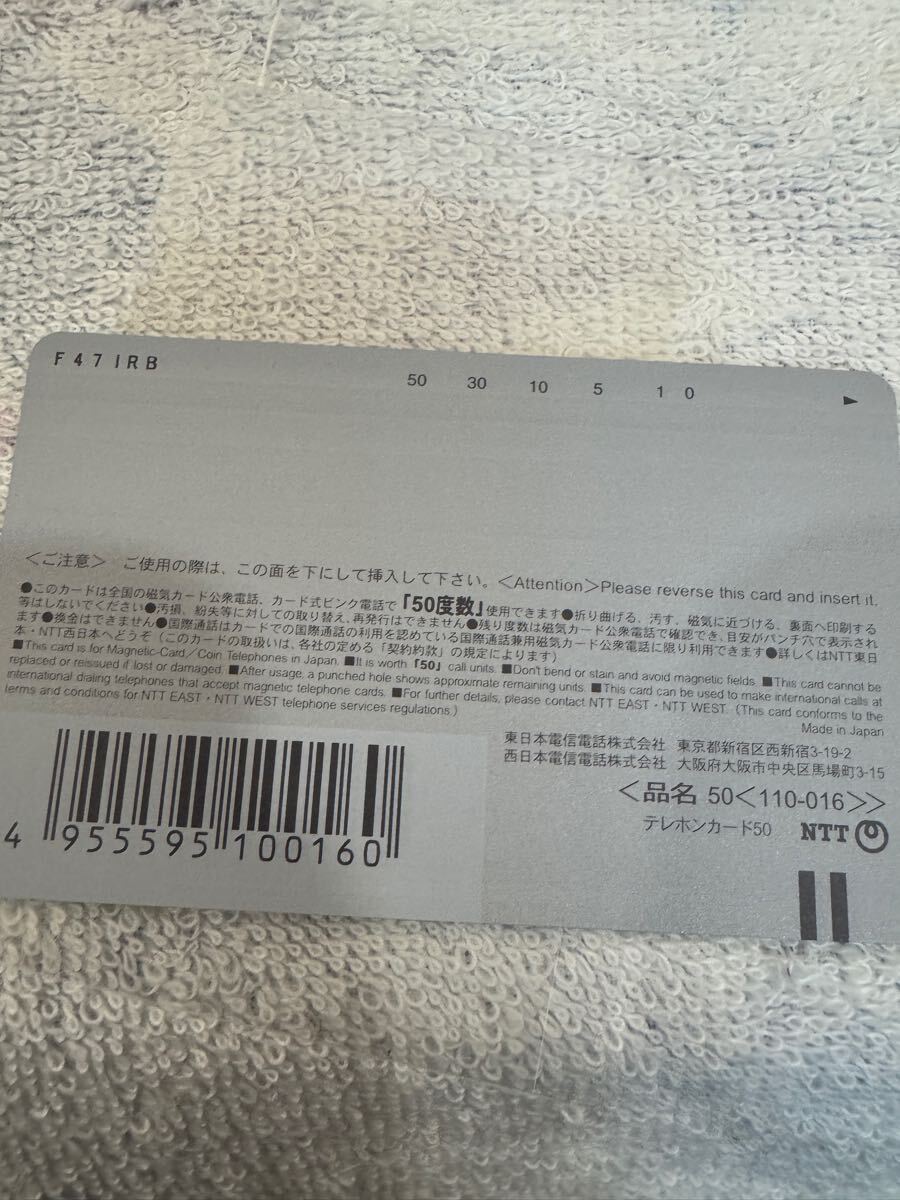 F471RB
50 30 10 5 1 0
<ご注意> ご使用の際は、この面を下にして挿入して下さい。<Attention>Please reverse this card and insert it.
●このカードは全国の磁気カード公衆電話、カード式ピンク電話で「50度数」使用できます●折り曲げる、汚す、磁気に近づける、裏面へ印刷する
等はしないでください●汚損、紛失等に対しての取り替え、再発行はできません●残り度数は磁気カード公衆電話で確認でき、目安がパンチ穴で表示され
ます●換金はできません●国際通話はカードでの国際通話の利用を認めている国際通話兼用磁気カード公衆電話に限り利用できます●詳しくはNTT東日
本・NTT西日本へどうぞ(このカードの取扱いは、各社の定める「契約約款」の規定によります)
■This card is for Magnetic-Card/Coin Telephones in Japan. ■It is worth「50」call units. ■Don't bend or stain and avoid magnetic fields. ■This card cannot be
replaced or reissued if lost or damaged. ■After usage, a punched hole shows approximate remaining units. ■This card can be used to make international calls at
international dialing telephones that accept magnetic telephone cards. ■For further details, please contact NTT EAST・NTT WEST. (This card conforms to the
terms and conditions for NTT EAST・NTT WEST telephone services regulations.)
Made in Japan
東日本電信電話株式会社 東京都新宿区西新宿3-19-2
西日本電信電話株式会社 大阪府大阪市中央区馬場町3-15
<品名 50<110-016>>
テレホンカード50 NTT
4 955595 100160